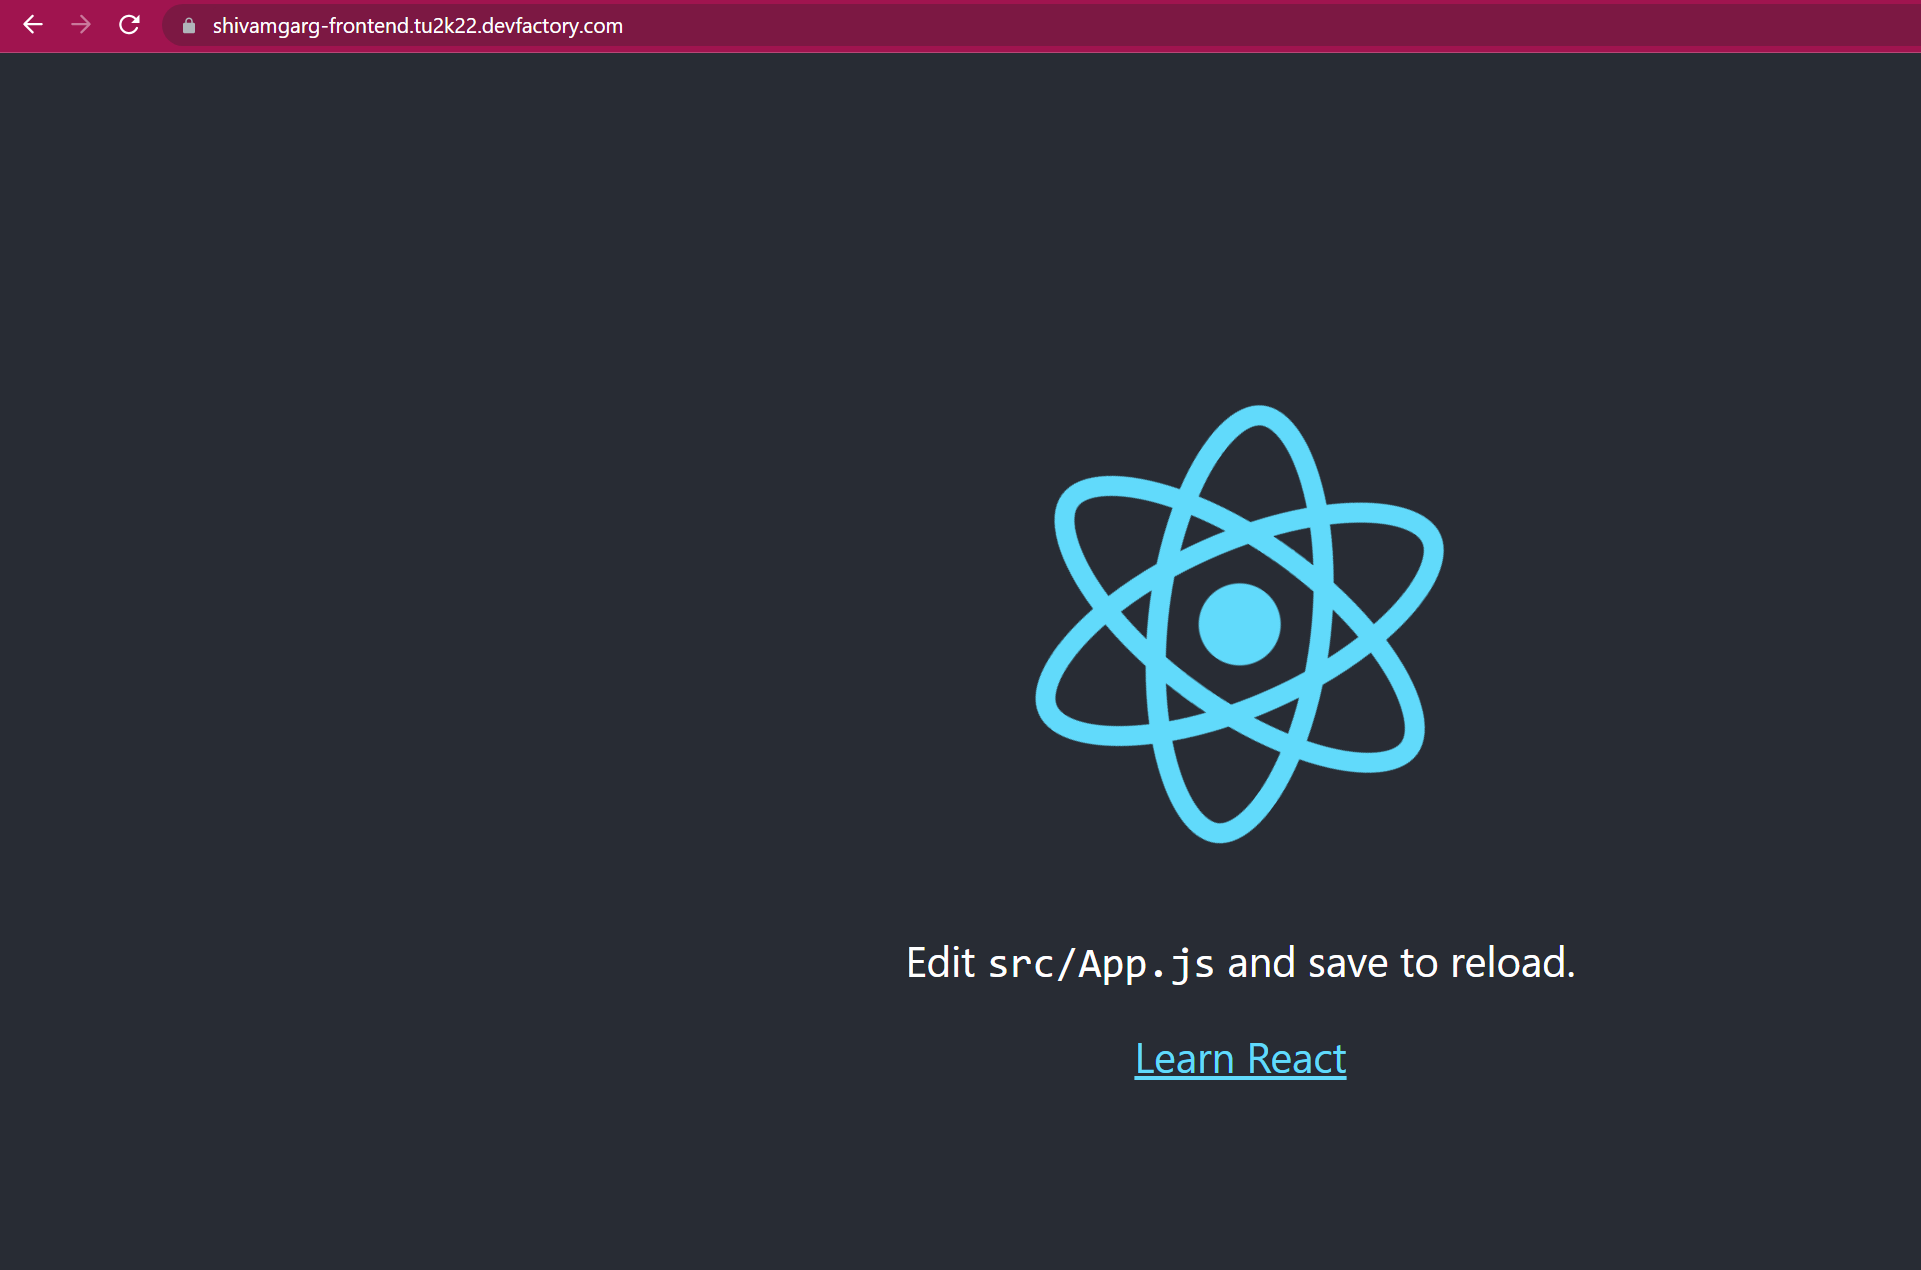 shivamgarg-frontend.tu2k22.devfactory.com
Edit src/App.js and save to reload.
Learn React